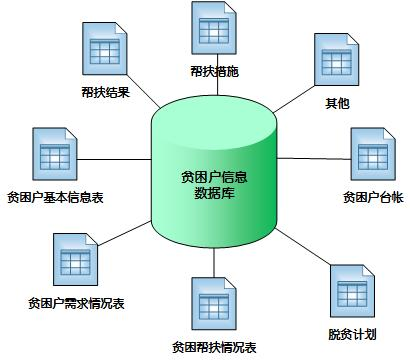 帮扶措施
帮扶结果
其他
贫困户信息
数据库
贫困户基本信息表
贫困户台帐
贫困户需求情况表
脱贫计划
贫困帮扶情况表